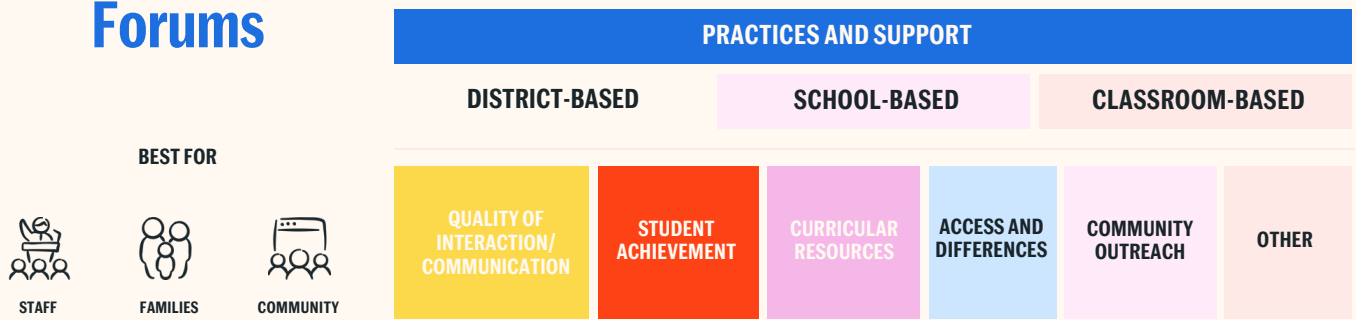 Forums
BEST FOR
STAFF
FAMILIES
COMMUNITY
PRACTICES AND SUPPORT
DISTRICT-BASED
SCHOOL-BASED
CLASSROOM-BASED
QUALITY OF
INTERACTION/
COMMUNICATION
STUDENT
ACHIEVEMENT
CURRICULAR
RESOURCES
ACCESS AND
DIFFERENCES
COMMUNITY
OUTREACH
OTHER